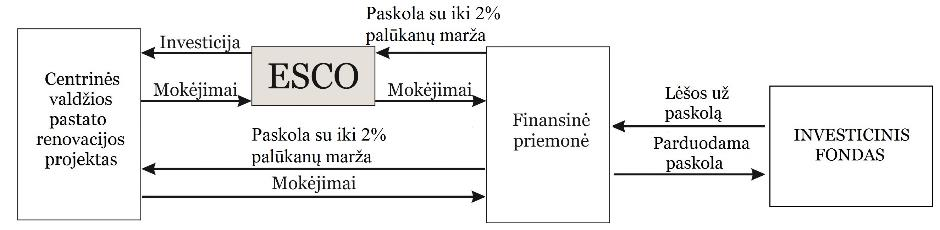 Paskola su iki 2%
palūkanų marža
Investicija
ESCO
Mokėjimai
Mokėjimai
Centrinės
valdžios
pastato
renovacijos
projektas
Paskola su iki 2%
palūkanų marža
Mokėjimai
Finansinė
priemonė
Lėšos už
paskolą
Parduodama
paskola
INVESTICINIS
FONDAS